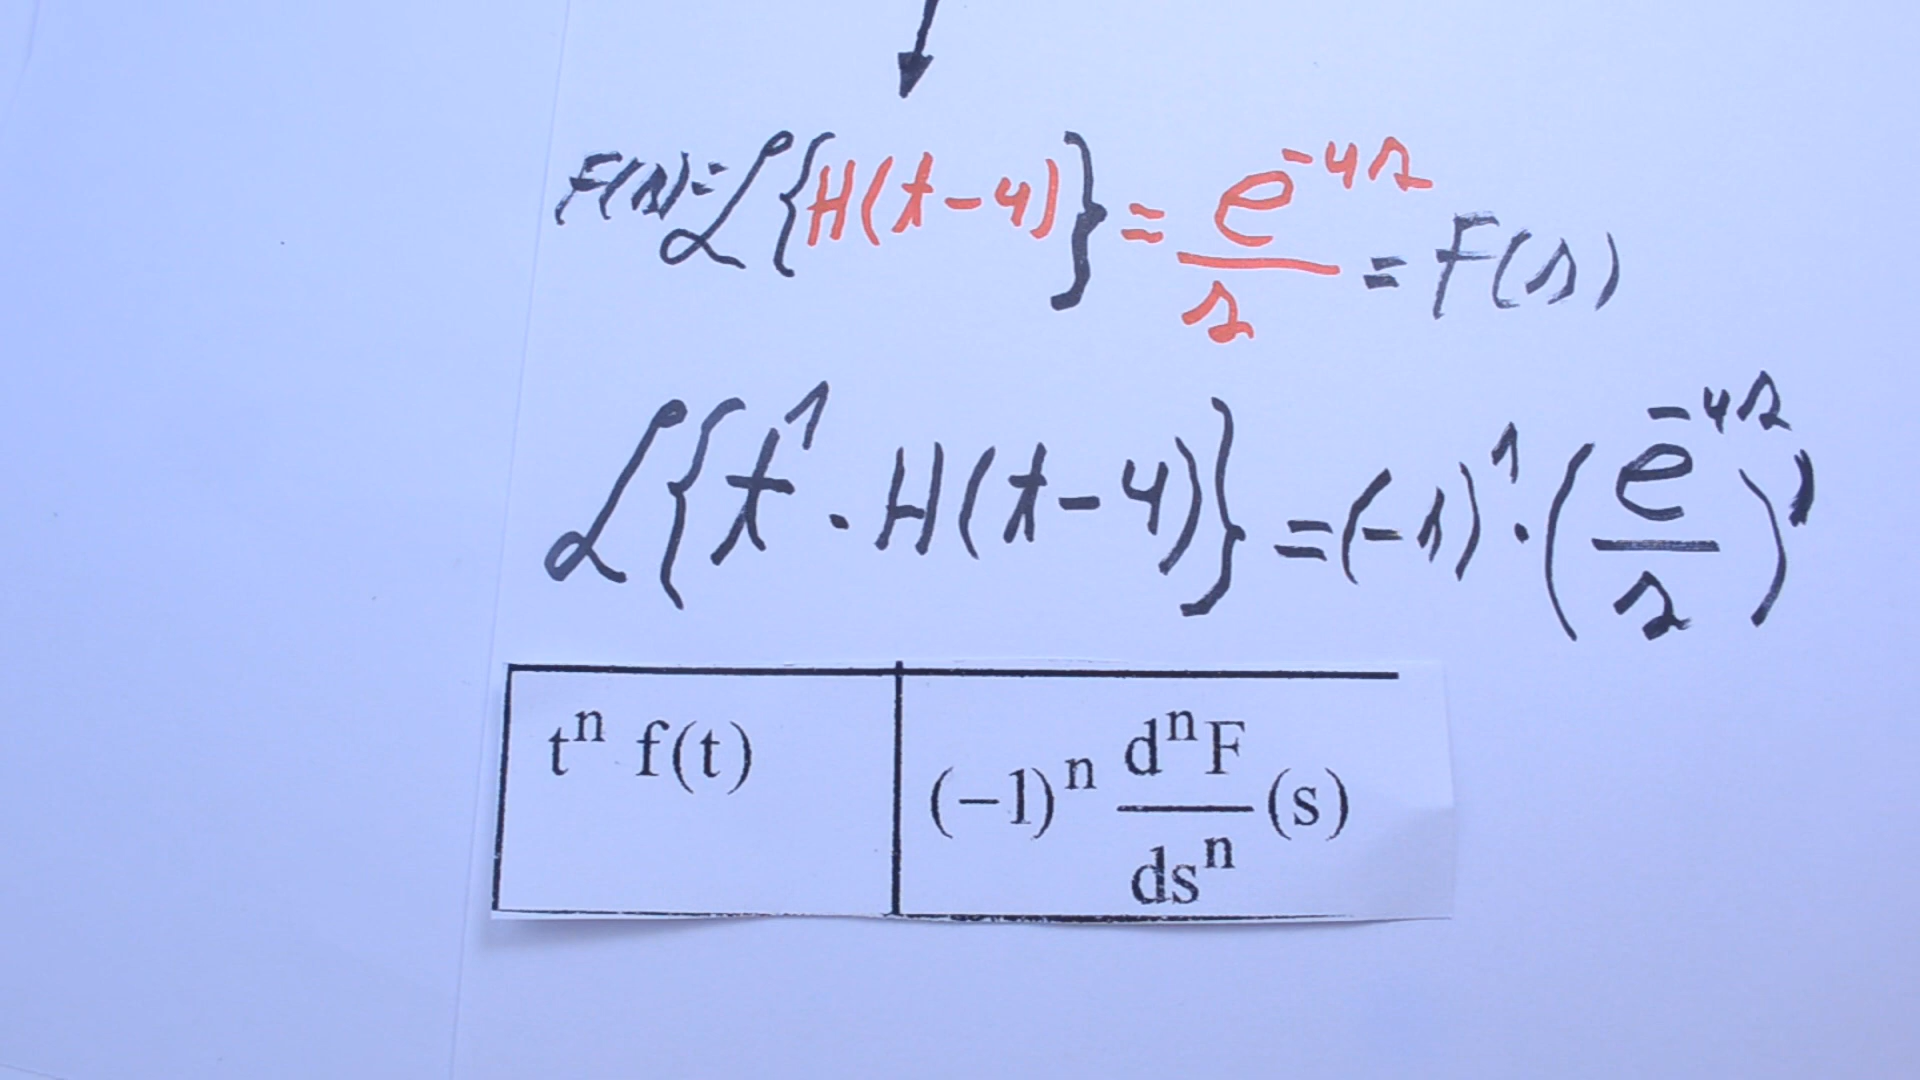 F(s)=ℒ{H(t-4)} = e^{-4s}/s = F(s)
ℒ{t^1 · H(t-4)} = (-1)^1 · (e^{-4s}/s)'
t^n f(t) (-1)^n d^nF/ds^n (s)